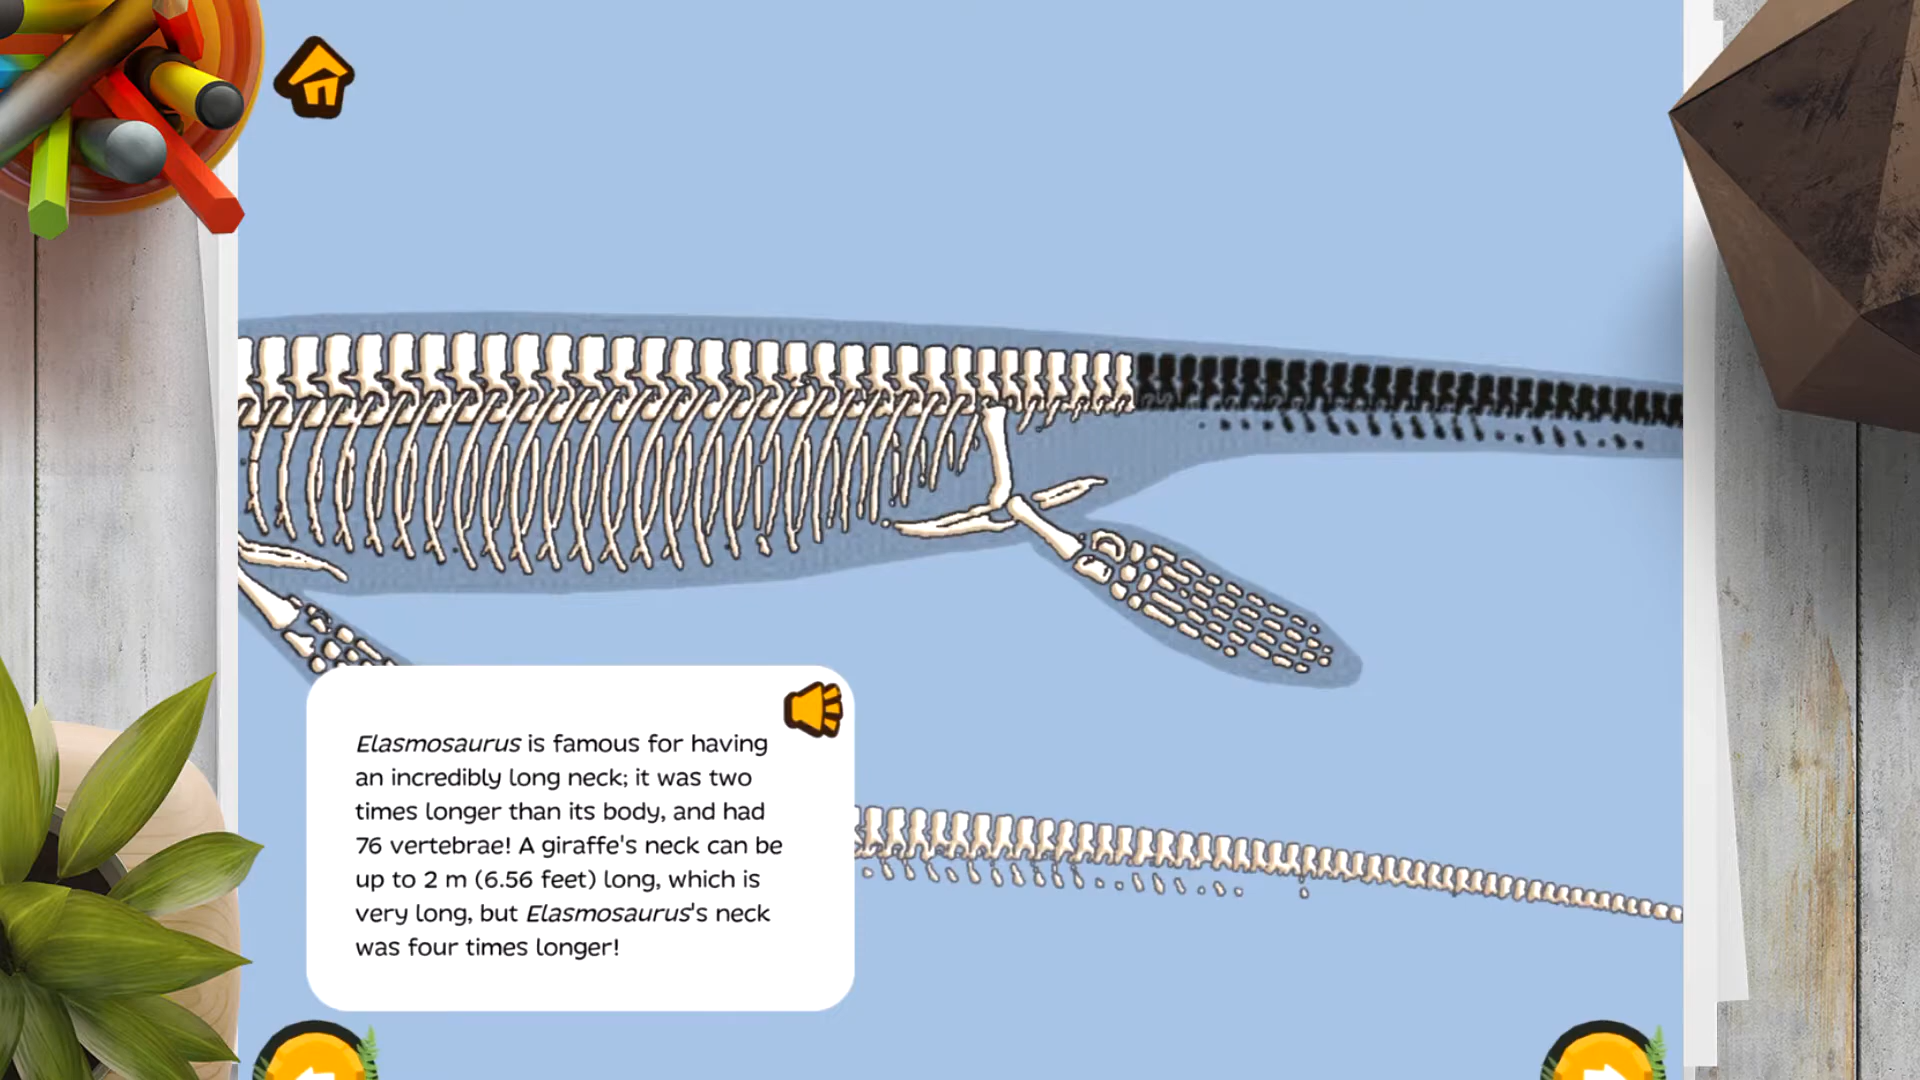 Elasmosaurus is famous for having
an incredibly long neck; it was two
times longer than its body, and had
76 vertebrae! A giraffe's neck can be
up to 2 m (6.56 feet) long, which is
very long, but Elasmosaurus's neck
was four times longer!